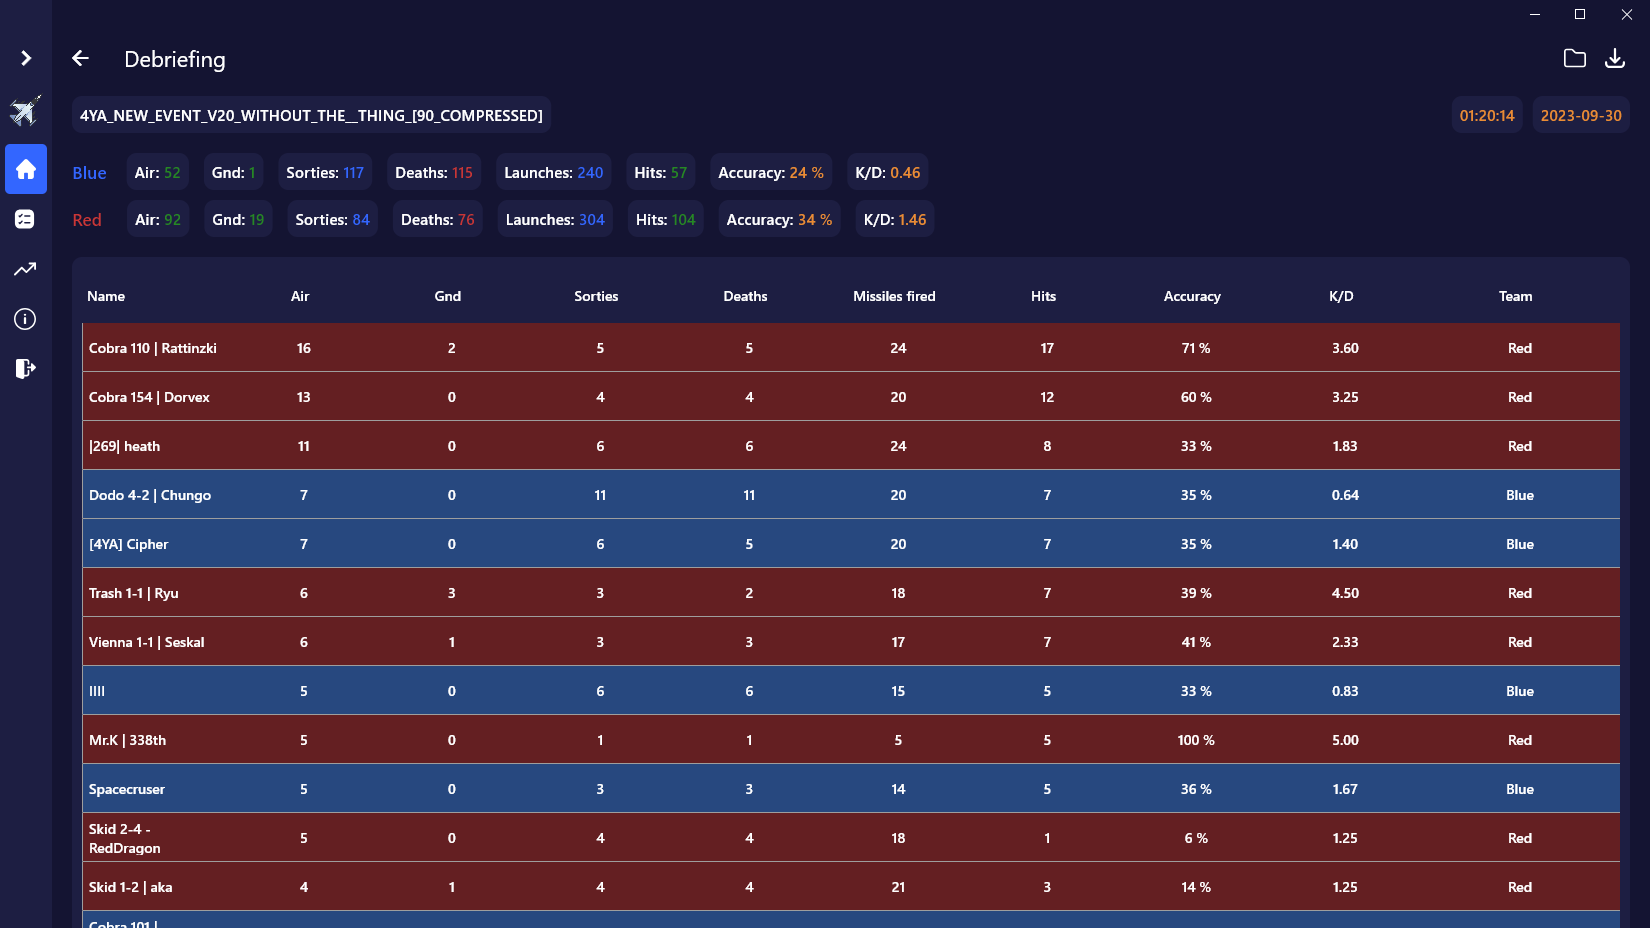 Debriefing
4YA_NEW_EVENT_V20_WITHOUT_THE__THING_[90_COMPRESSED] 01:20:14 2023-09-30
Blue Air: 52 Gnd: 1 Sorties: 117 Deaths: 115 Launches: 240 Hits: 57 Accuracy: 24 % K/D: 0.46
Red Air: 92 Gnd: 19 Sorties: 84 Deaths: 76 Launches: 304 Hits: 104 Accuracy: 34 % K/D: 1.46
Name Air Gnd Sorties Deaths Missiles fired Hits Accuracy K/D Team
Cobra 110 | Rattinzki 16 2 5 5 24 17 71 % 3.60 Red
Cobra 154 | Dorvex 13 0 4 4 20 12 60 % 3.25 Red
|269| heath 11 0 6 6 24 8 33 % 1.83 Red
Dodo 4-2 | Chungo 7 0 11 11 20 7 35 % 0.64 Blue
[4YA] Cipher 7 0 6 5 20 7 35 % 1.40 Blue
Trash 1-1 | Ryu 6 3 3 2 18 7 39 % 4.50 Red
Vienna 1-1 | Seskal 6 1 3 3 17 7 41 % 2.33 Red
IIII 5 0 6 6 15 5 33 % 0.83 Blue
Mr.K | 338th 5 0 1 1 5 5 100 % 5.00 Red
Spacecruser 5 0 3 3 14 5 36 % 1.67 Blue
Skid 2-4 -
RedDragon 5 0 4 4 18 1 6 % 1.25 Red
Skid 1-2 | aka 4 1 4 4 21 3 14 % 1.25 Red
Cobra 101 |